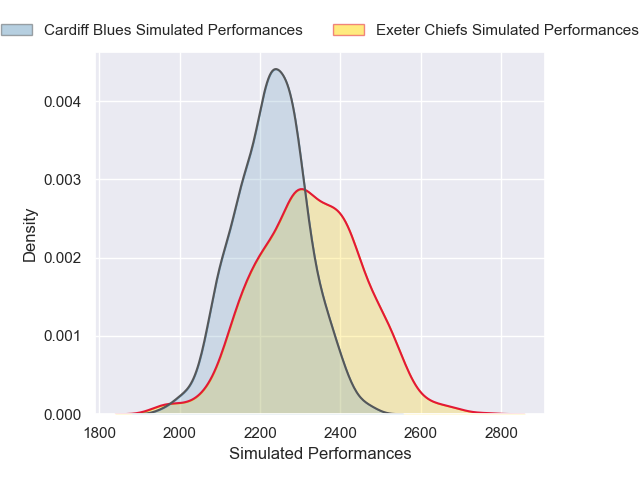 Cardiff Blues Simulated Performances
Exeter Chiefs Simulated Performances
0.004
0.003
0.002
0.001
0.000
Density
1800
2000
2200
2400
2600
2800
Simulated Performances